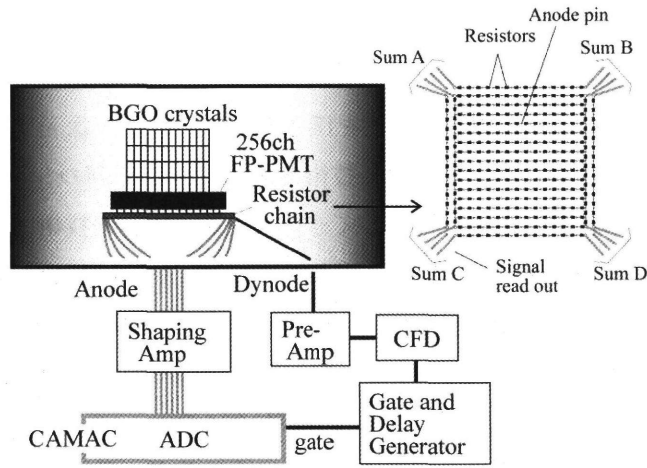 Anode pin
Resistors
Sum A
Sum B
BGO crystals
256ch
FP-PMT
Resistor
chain
Sum C
Signal
read out
Sum D
Anode
Dynode
Shaping
Amp
Pre-
Amp
CFD
Gate and
Delay
Generator
CAMAC
ADC
gate